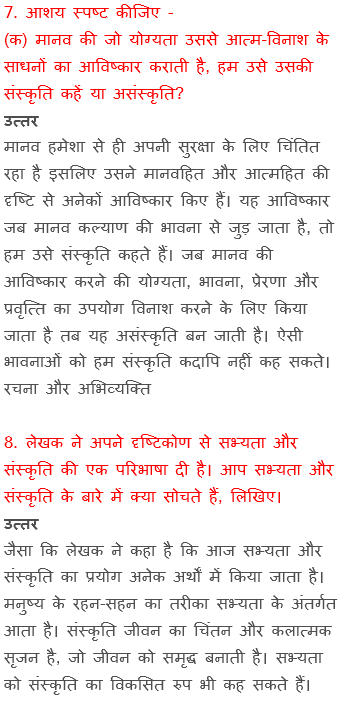 7. आशय स्पष्ट कीजिए -
(क) मानव की जो योग्यता उससे आत्म-विनाश के
साधनों का आविष्कार कराती है, हम उसे उसकी
संस्कृति कहें या असंस्कृति?
उत्तर
मानव हमेशा से ही अपनी सुरक्षा के लिए चिंतित
रहा है इसलिए उसने मानवहित और आत्महित की
दृष्टि से अनेकों आविष्कार किए हैं। यह आविष्कार
जब मानव कल्याण की भावना से जुड़ जाता है, तो
हम उसे संस्कृति कहते हैं। जब मानव की
आविष्कार करने की योग्यता, भावना, प्रेरणा और
प्रवृत्ति का उपयोग विनाश करने के लिए किया
जाता है तब यह असंस्कृति बन जाती है। ऐसी
भावनाओं को हम संस्कृति कदापि नहीं कह सकते।
रचना और अभिव्यक्ति
8. लेखक ने अपने दृष्टिकोण से सभ्यता और
संस्कृति की एक परिभाषा दी है। आप सभ्यता और
संस्कृति के बारे में क्या सोचते हैं, लिखिए।
उत्तर
जैसा कि लेखक ने कहा है कि आज सभ्यता और
संस्कृति का प्रयोग अनेक अर्थों में किया जाता है।
मनुष्य के रहन-सहन का तरीका सभ्यता के अंतर्गत
आता है। संस्कृति जीवन का चिंतन और कलात्मक
सृजन है, जो जीवन को समृद्ध बनाती है। सभ्यता
को संस्कृति का विकसित रुप भी कह सकते हैं।